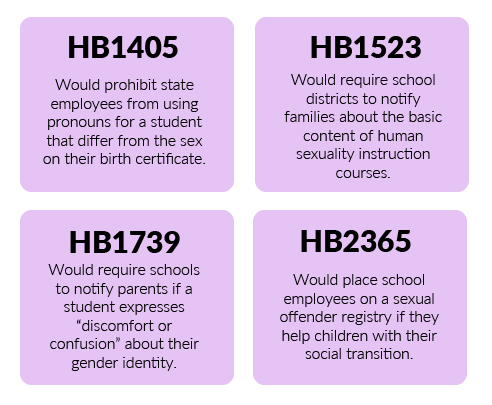 HB1405
Would prohibit state
employees from using
pronouns for a student
that differ from the sex
on their birth certificate.
HB1523
Would require school
districts to notify
families about the basic
content of human
sexuality instruction
courses.
HB1739
Would require schools
to notify parents if a
student expresses
“discomfort or
confusion” about their
gender identity.
HB2365
Would place school
employees on a sexual
offender registry if they
help children with their
social transition.